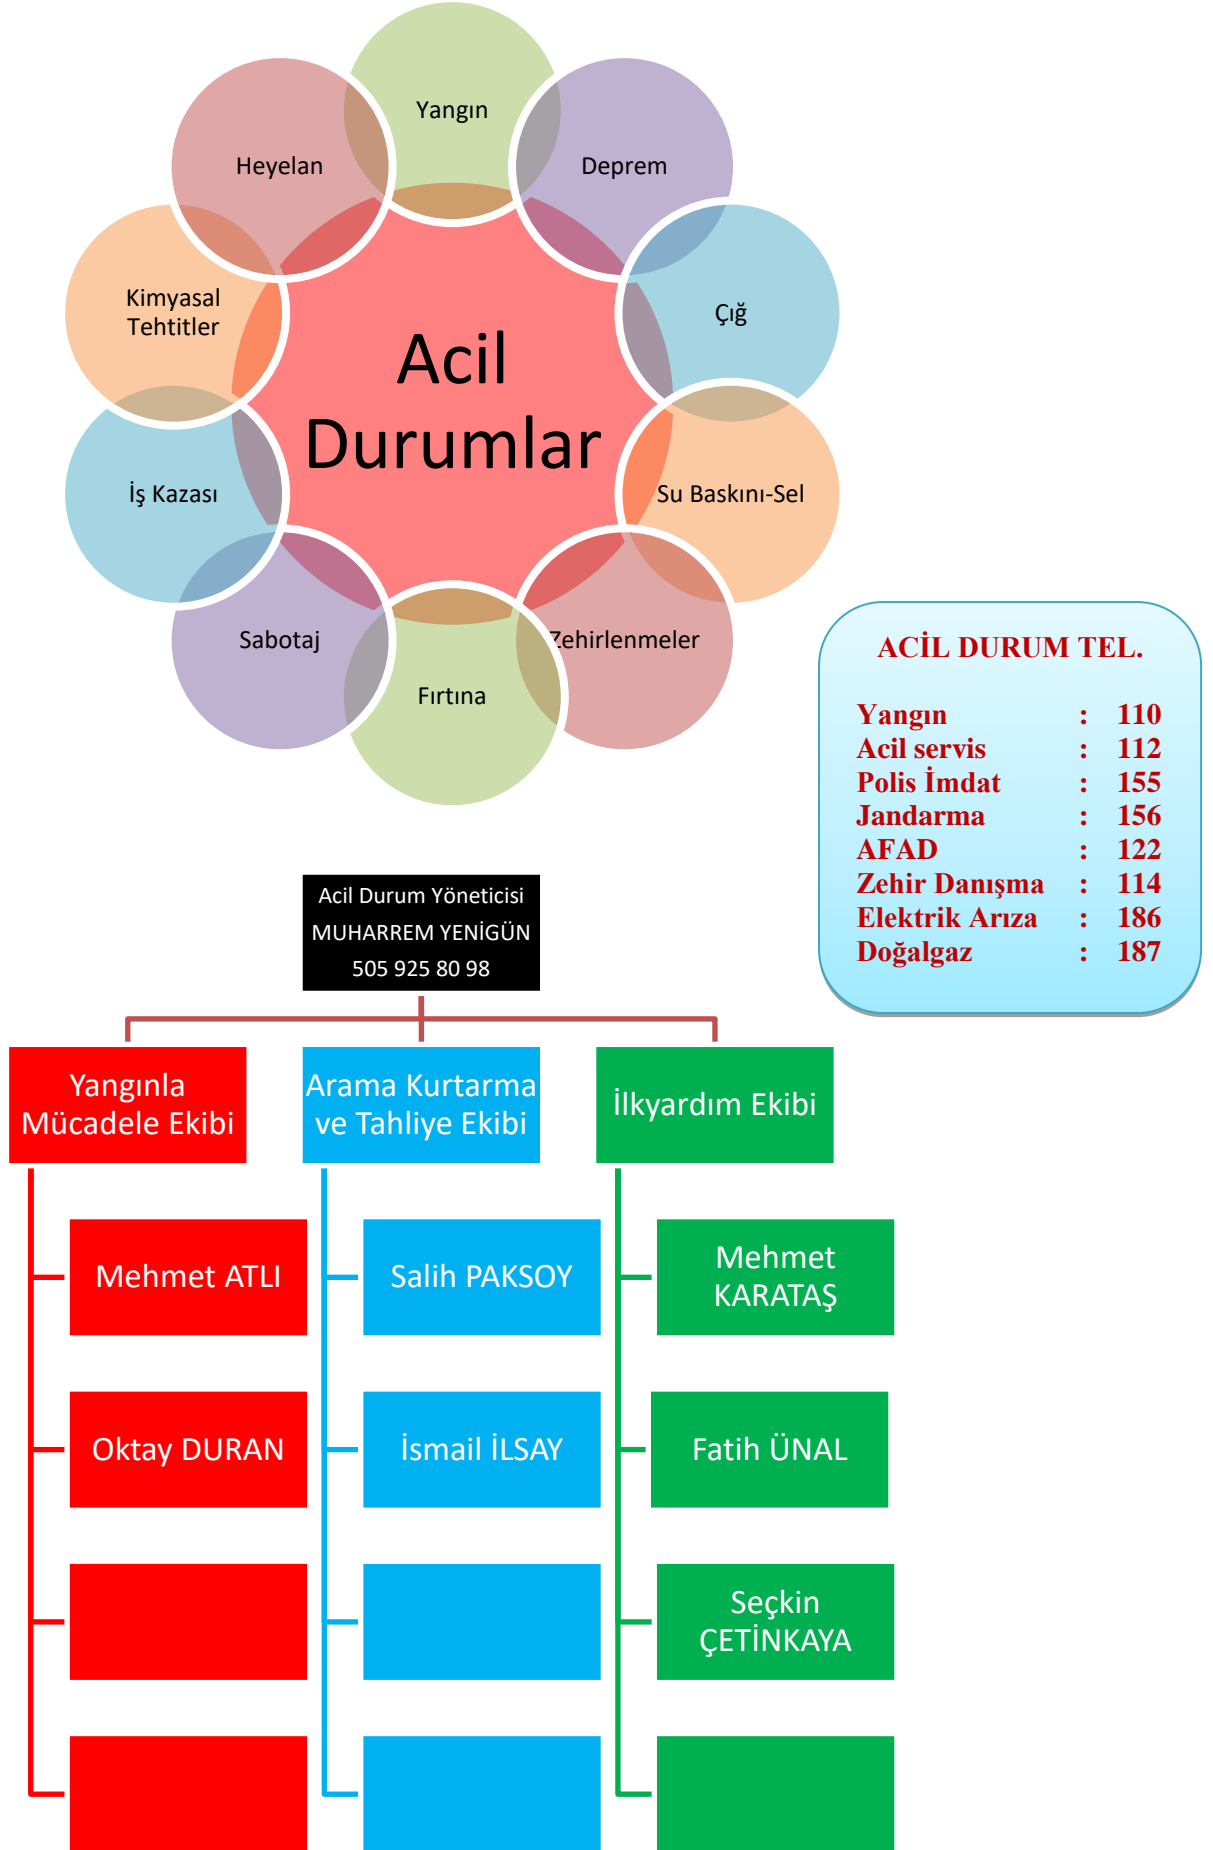 Yangın
Deprem
Çığ
Su Baskını-Sel
Zehirlenmeler
Fırtına
Sabotaj
İş Kazası
Kimyasal
Tehtitler
Heyelan
Acil
Durumlar
ACİL DURUM TEL.
Yangın : 110
Acil servis : 112
Polis İmdat : 155
Jandarma : 156
AFAD : 122
Zehir Danışma : 114
Elektrik Arıza : 186
Doğalgaz : 187
Acil Durum Yöneticisi
MUHARREM YENİGÜN
505 925 80 98
Yangınla
Mücadele Ekibi
Mehmet ATLI
Oktay DURAN
Arama Kurtarma
ve Tahliye Ekibi
Salih PAKSOY
İsmail İLSAY
İlkyardım Ekibi
Mehmet
KARATAŞ
Fatih ÜNAL
Seçkin
ÇETİNKAYA